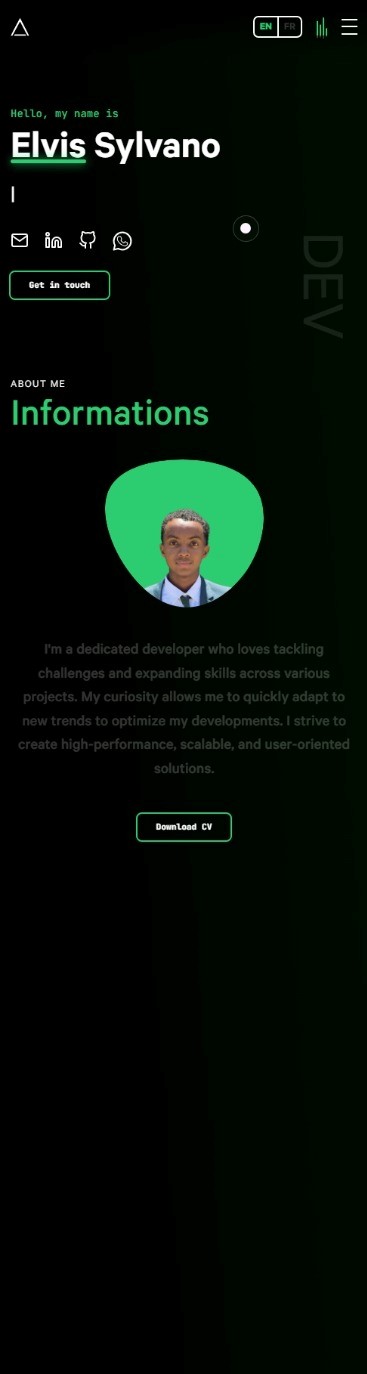 EN FR
Hello, my name is
Elvis Sylvano
DEV
Get in touch
ABOUT ME
Informations
I'm a dedicated developer who loves tackling
challenges and expanding skills across various
projects. My curiosity allows me to quickly adapt to
new trends to optimize my developments. I strive to
create high-performance, scalable, and user-oriented
solutions.
Download CV